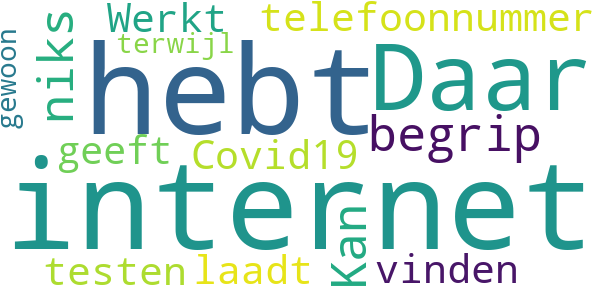 Werkt telefoonnummer
terwijl
gewoon
niks
hebt Daar
begrip
geeft Covid19
internet
Kan
testen laadt vinden